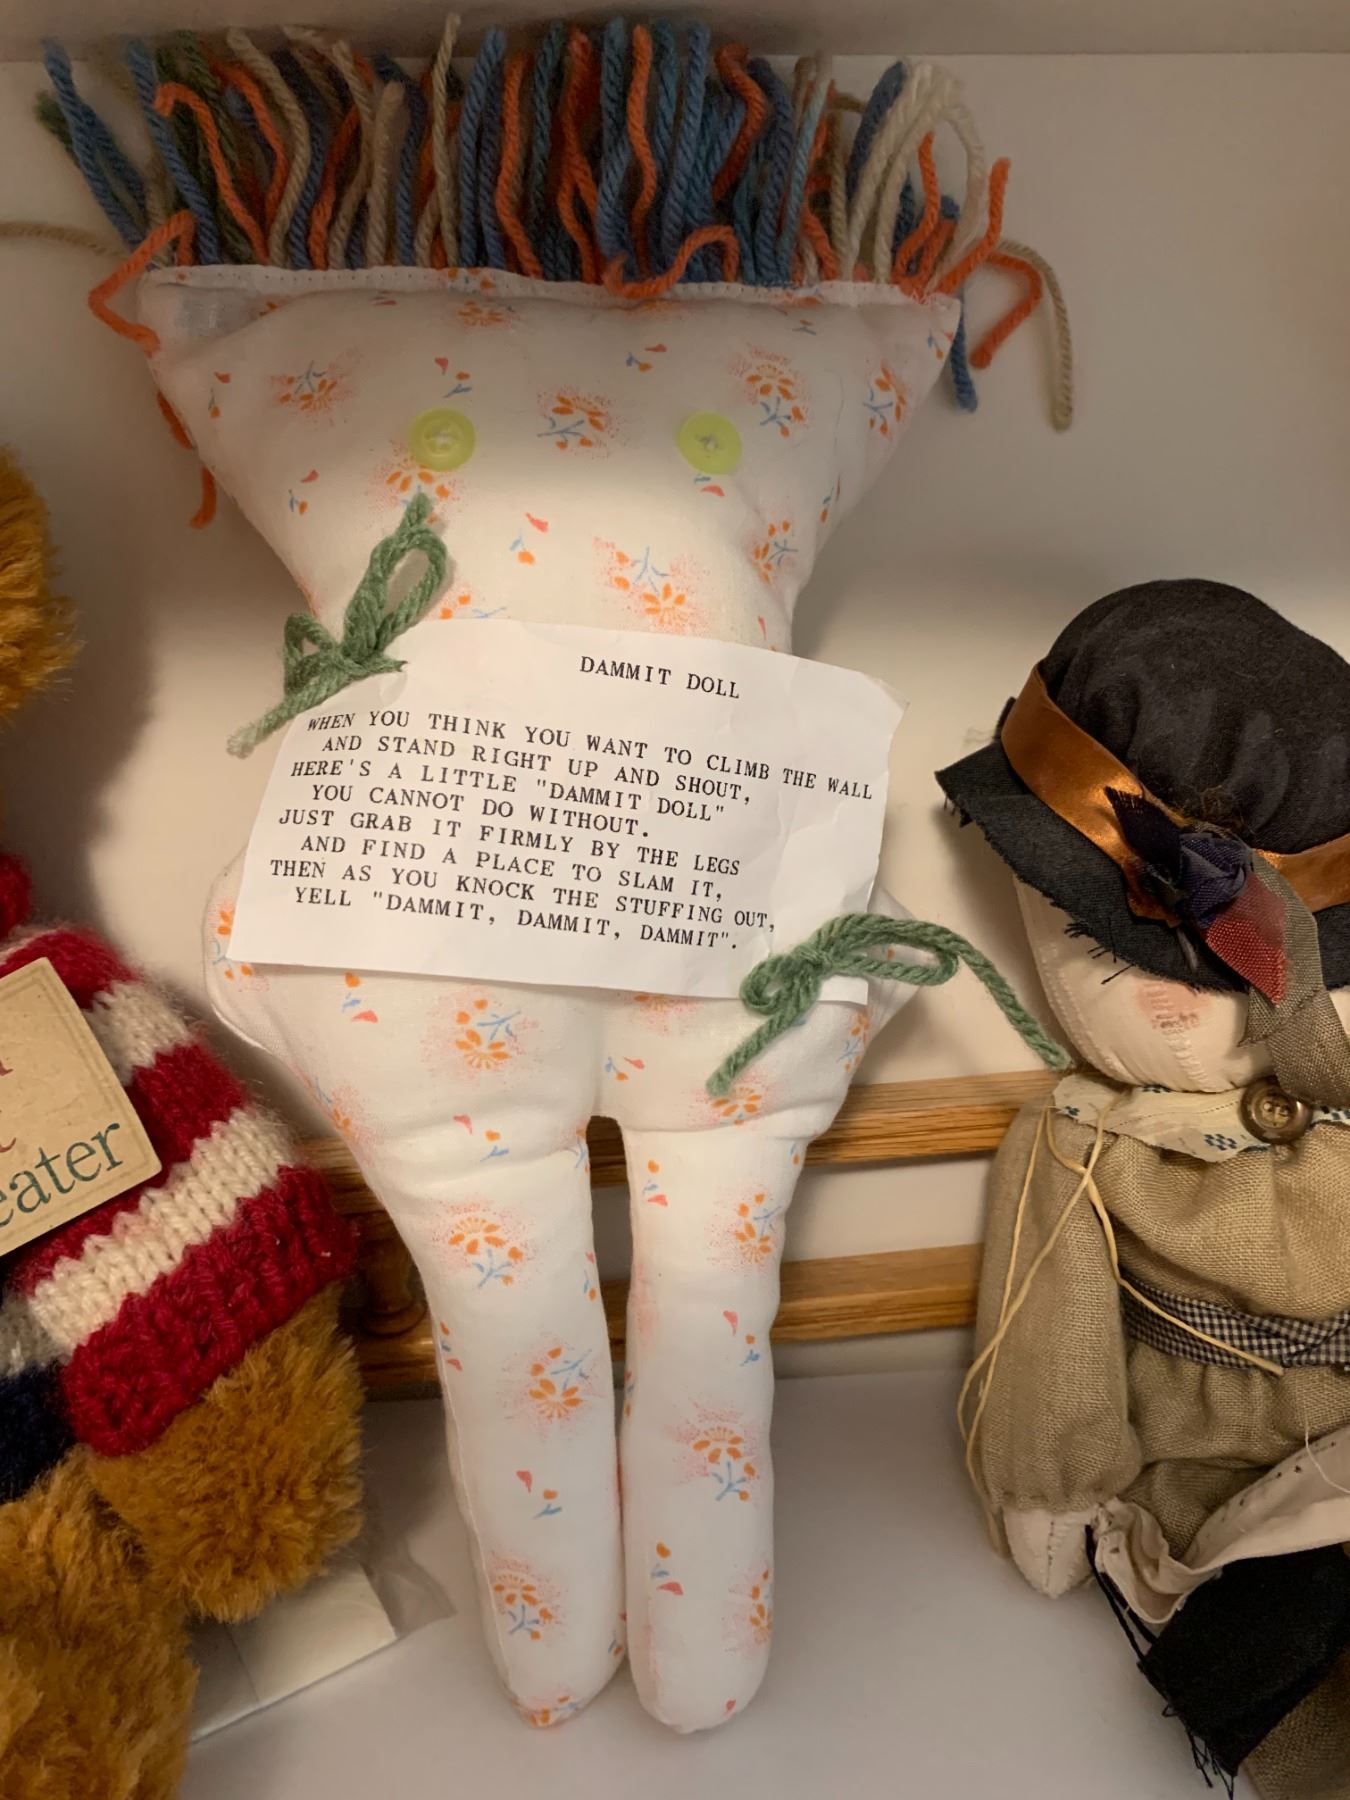 DAMMIT DOLL
WHEN YOU THINK YOU WANT TO CLIMB THE WALL
AND STAND RIGHT UP AND SHOUT,
HERE'S A LITTLE "DAMMIT DOLL"
YOU CANNOT DO WITHOUT.
JUST GRAB IT FIRMLY BY THE LEGS
AND FIND A PLACE TO SLAM IT,
THEN AS YOU KNOCK THE STUFFING OUT,
YELL "DAMMIT, DAMMIT, DAMMIT".
eater